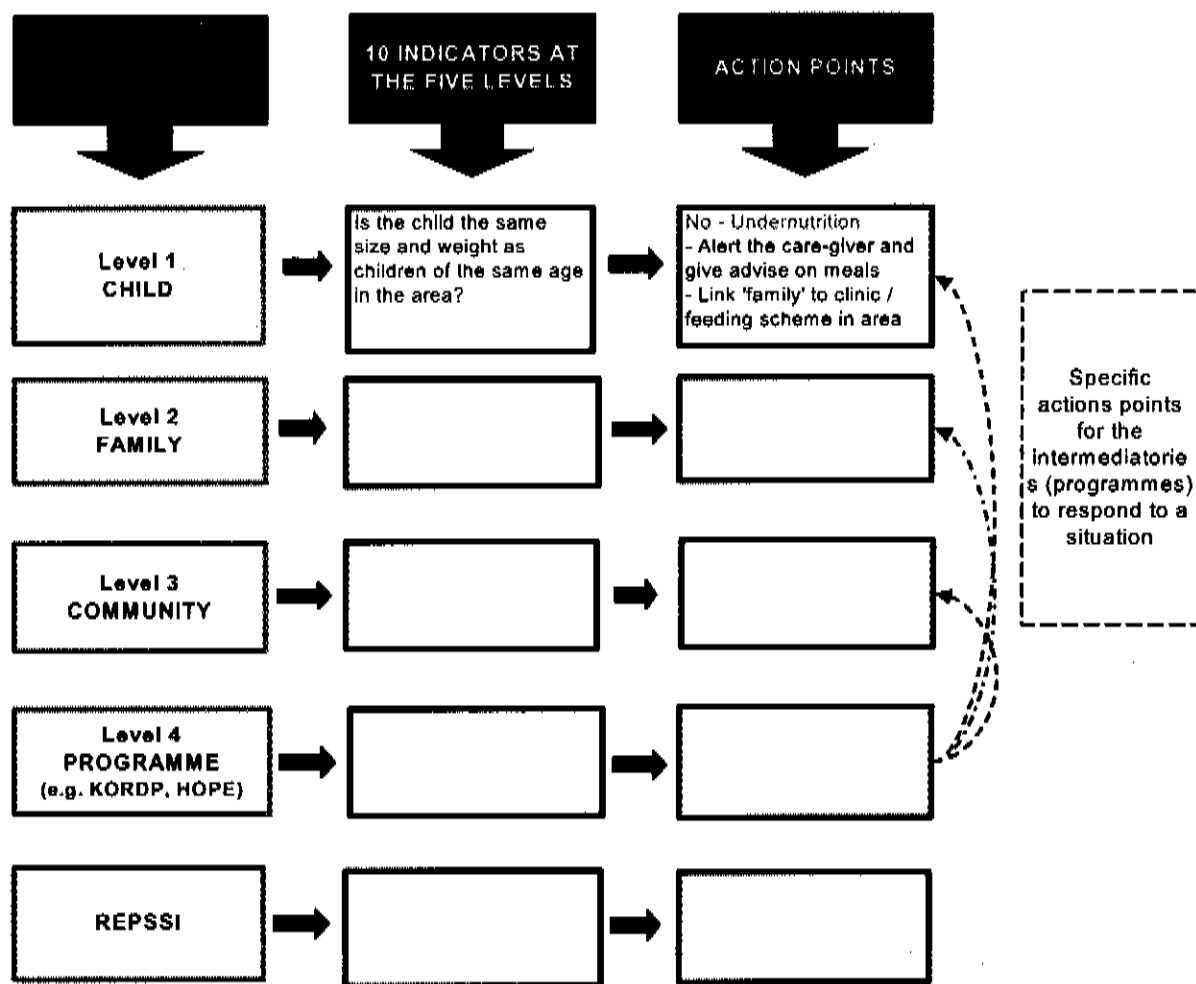 10 INDICATORS AT
THE FIVE LEVELS
ACTION POINTS
Level 1
CHILD
Is the child the same
size and weight as
children of the same age
in the area?
No - Undernutrition
- Alert the care-giver and
give advise on meals
- Link 'family' to clinic /
feeding scheme in area
Specific
actions points
for the
intermediatorie
s (programmes)
to respond to a
situation
Level 2
FAMILY
Level 3
COMMUNITY
Level 4
PROGRAMME
(e.g. KORDP, HOPE)
REPSSI